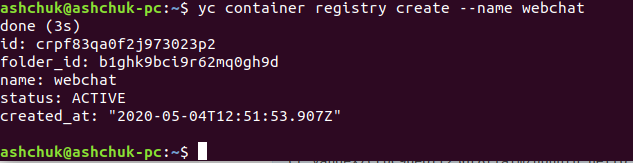 ashchuk@ashchuk-pc:~$ yc container registry create --name webchat
done (3s)
id: crpf83qa0f2j973023p2
folder_id: b1ghk9bci9r62mq0gh9d
name: webchat
status: ACTIVE
created_at: "2020-05-04T12:51:53.907Z"

ashchuk@ashchuk-pc:~$